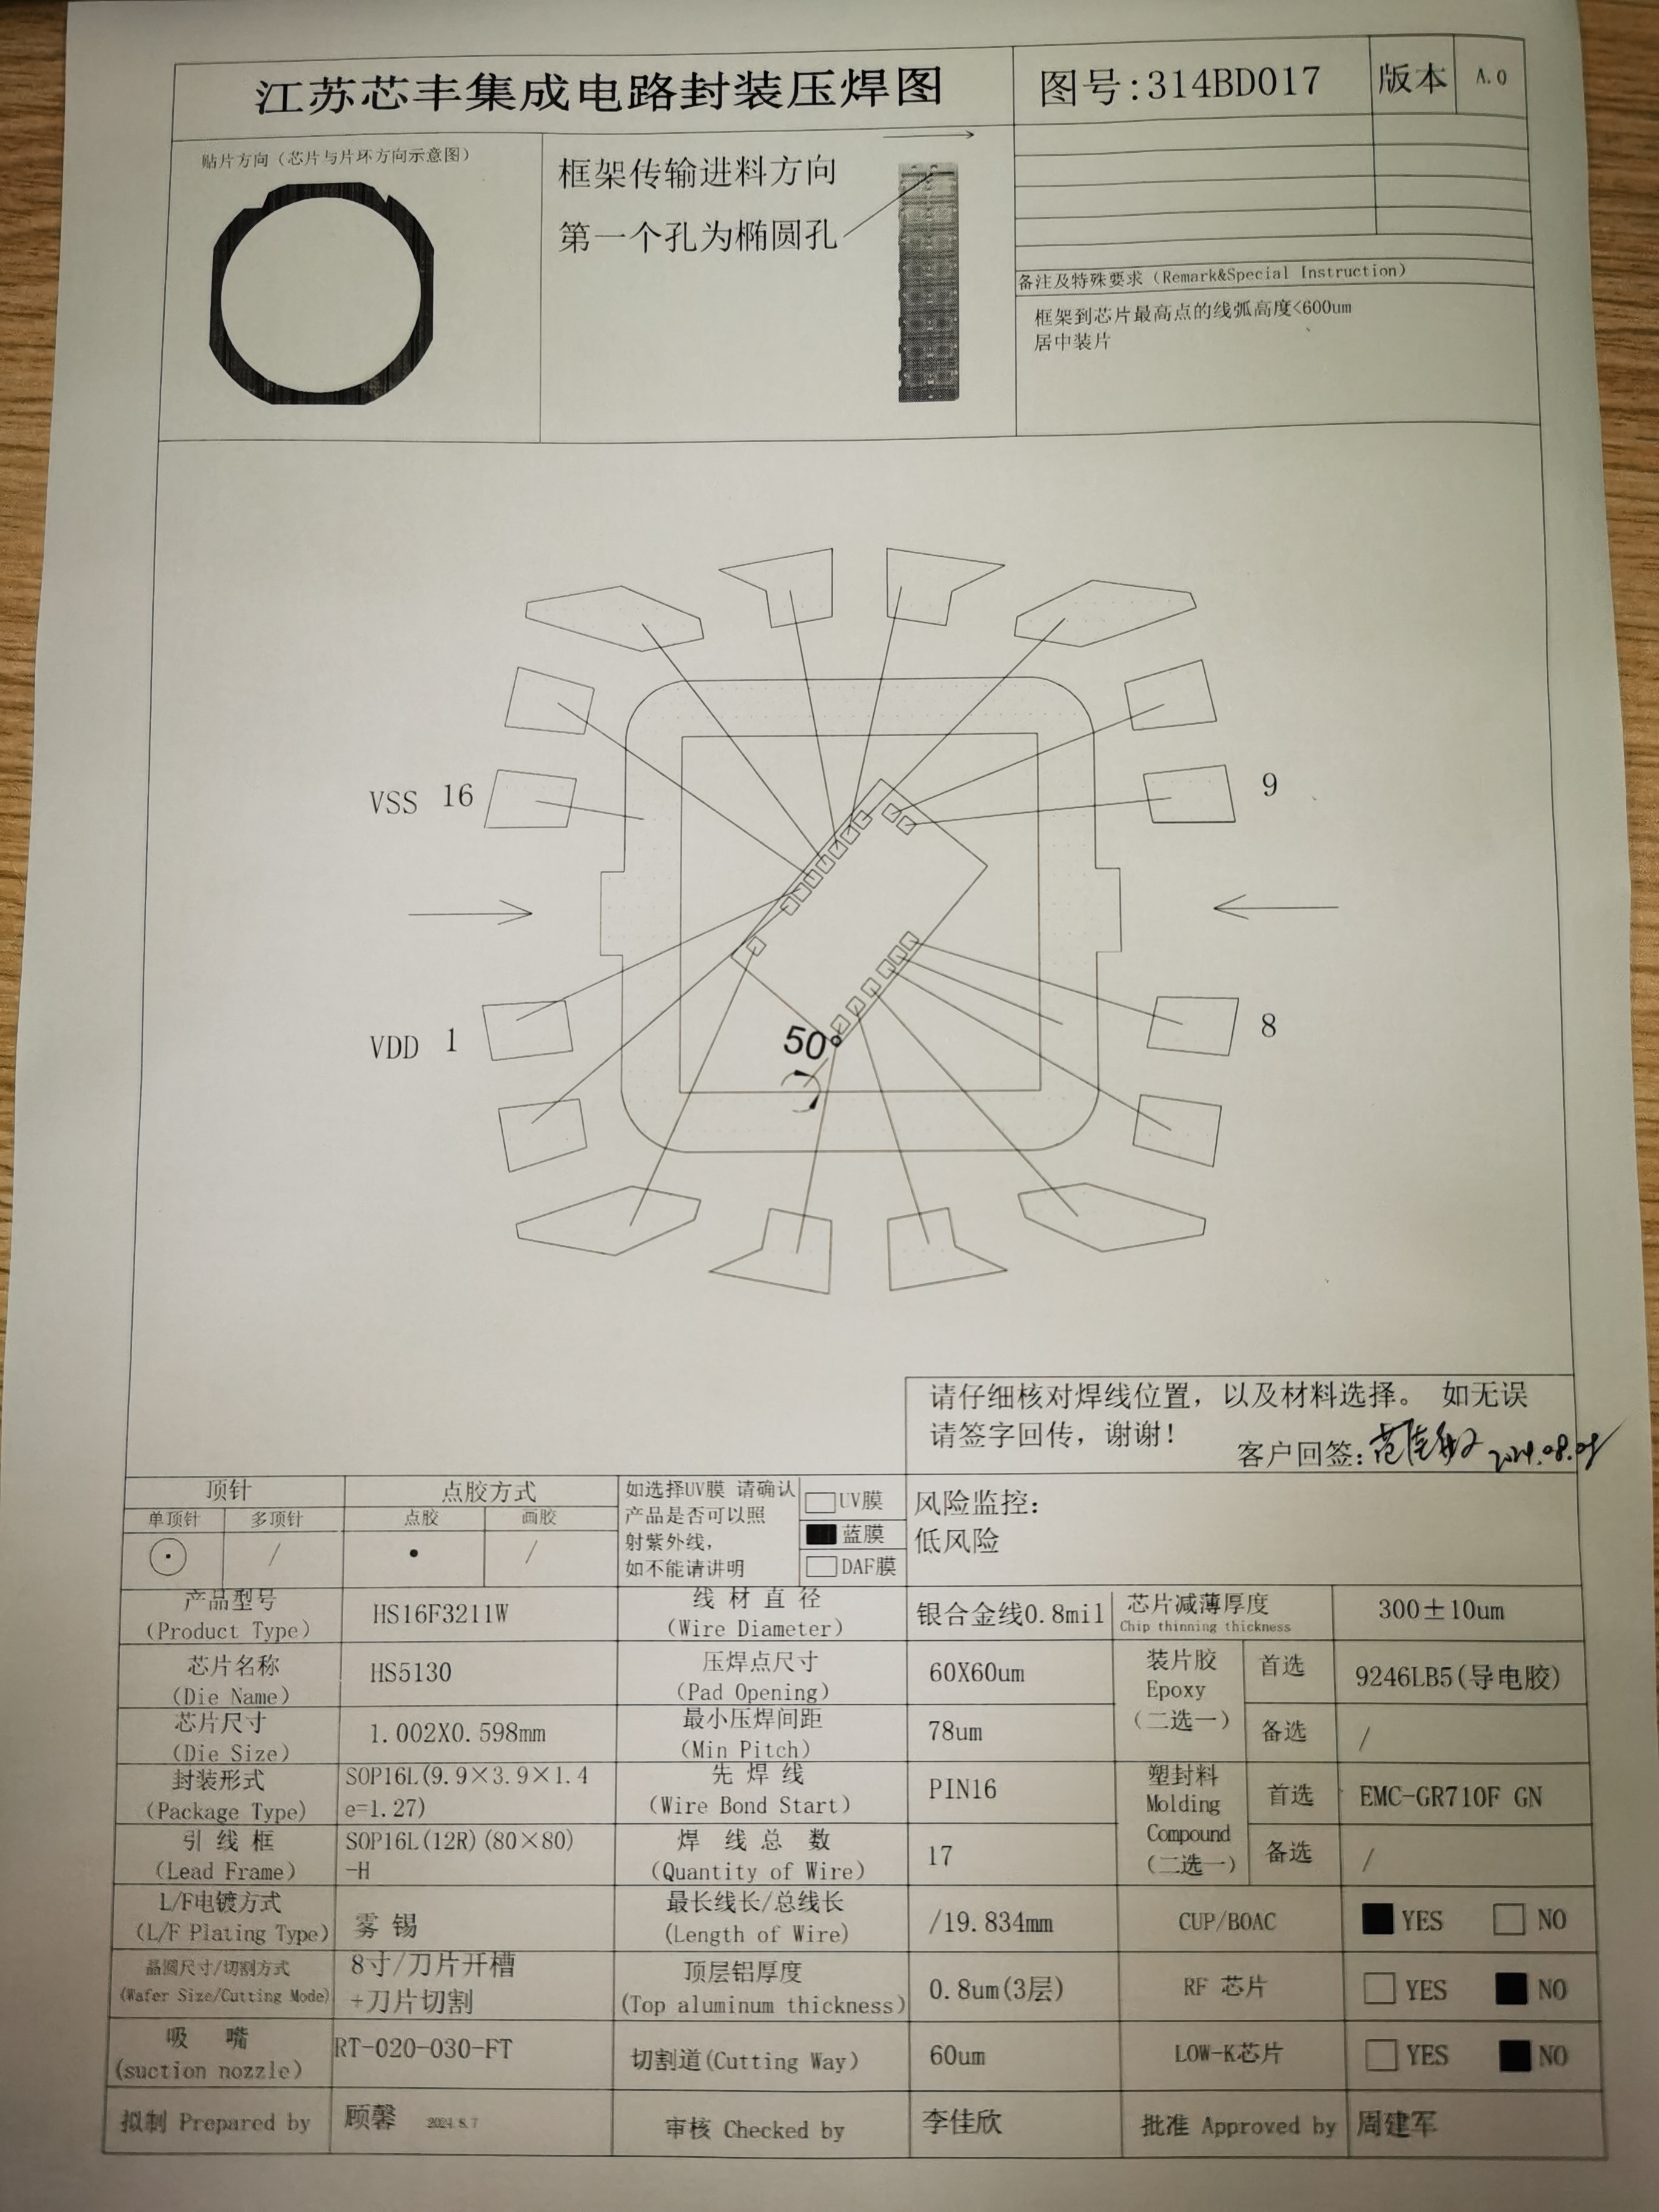 江苏芯丰集成电路封装压焊图
图号:314BD017
版本
A.0
贴片方向（芯片与片环方向示意图）
框架传输进料方向
第一个孔为椭圆孔
备注及特殊要求（Remark&Special Instruction）
框架到芯片最高点的线弧高度<600um
居中装片
VSS 16
9
VDD 1
8
50°
请仔细核对焊线位置，以及材料选择。 如无误
请签字回传，谢谢！
客户回签:
顶针
点胶方式
单顶针
多顶针
点胶
画胶
/
/
如选择UV膜 请确认
产品是否可以照
射紫外线，
如不能请讲明
UV膜
蓝膜
DAF膜
风险监控：
低风险
产品型号
(Product Type)
HS16F3211W
线 材 直 径
(Wire Diameter)
银合金线0.8mil
芯片减薄厚度
Chip thinning thickness
300±10um
芯片名称
(Die Name)
HS5130
压焊点尺寸
(Pad Opening)
60X60um
装片胶
Epoxy
(二选一)
首选
9246LB5(导电胶)
芯片尺寸
(Die Size)
1.002X0.598mm
最小压焊间距
(Min Pitch)
78um
备选
/
封装形式
(Package Type)
SOP16L(9.9×3.9×1.4
e=1.27)
先 焊 线
(Wire Bond Start)
PIN16
塑封料
Molding
Compound
(二选一)
首选
EMC-GR710F GN
引 线 框
(Lead Frame)
SOP16L(12R)(80×80)
-H
焊 线 总 数
(Quantity of Wire)
17
备选
/
L/F电镀方式
(L/F Plating Type)
雾 锡
最长线长/总线长
(Length of Wire)
/19.834mm
CUP/BOAC
YES
NO
晶圆尺寸/切割方式
(Wafer Size/Cutting Mode)
8寸/刀片开槽
+刀片切割
顶层铝厚度
(Top aluminum thickness)
0.8um(3层)
RF 芯片
YES
NO
吸 嘴
(suction nozzle)
RT-020-030-FT
切割道(Cutting Way)
60um
LOW-K芯片
YES
NO
拟制 Prepared by
顾馨 2024.8.7
审核 Checked by
李佳欣
批准 Approved by
周建军